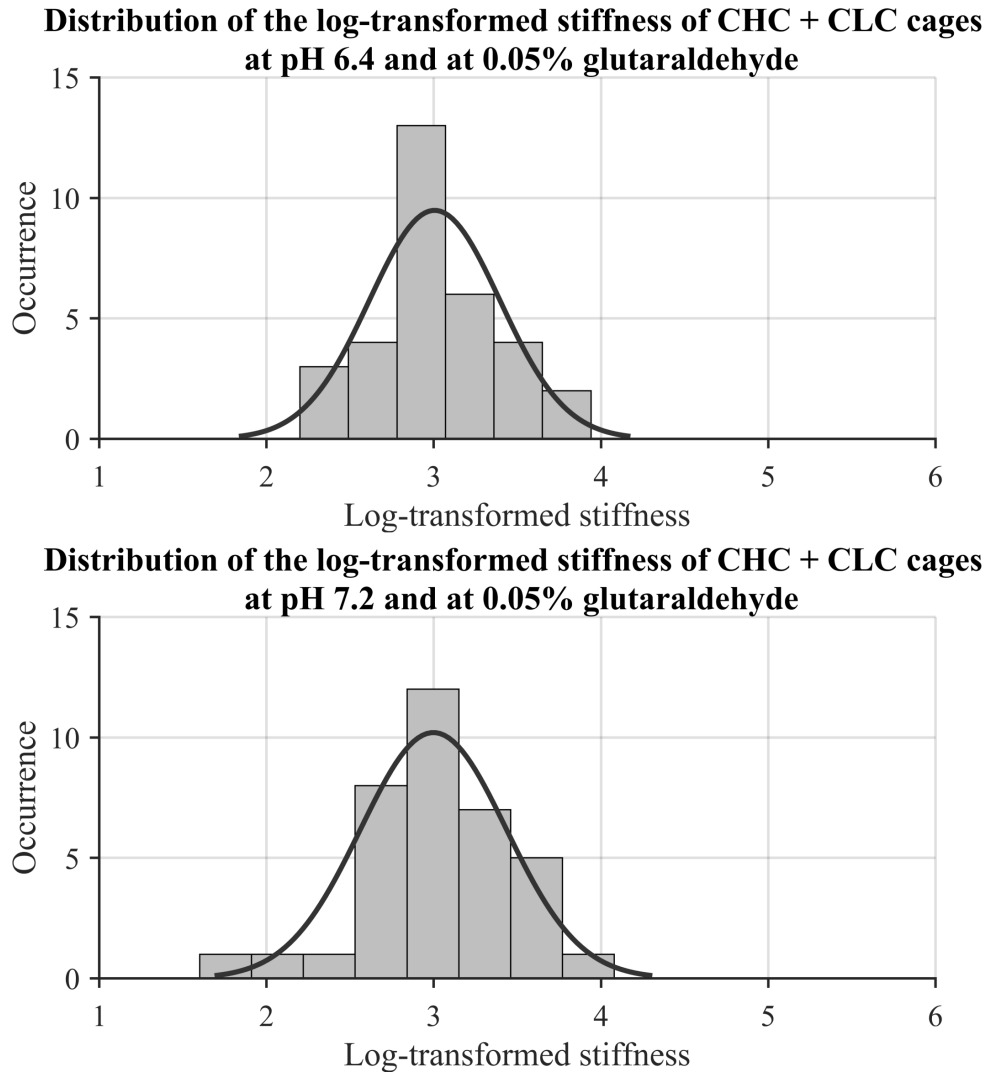 Distribution of the log-transformed stiffness of CHC + CLC cages
at pH 6.4 and at 0.05% glutaraldehyde
15
10
5
0
Occurrence
1 2 3 4 5 6
Log-transformed stiffness
Distribution of the log-transformed stiffness of CHC + CLC cages
at pH 7.2 and at 0.05% glutaraldehyde
15
10
5
0
Occurrence
1 2 3 4 5 6
Log-transformed stiffness